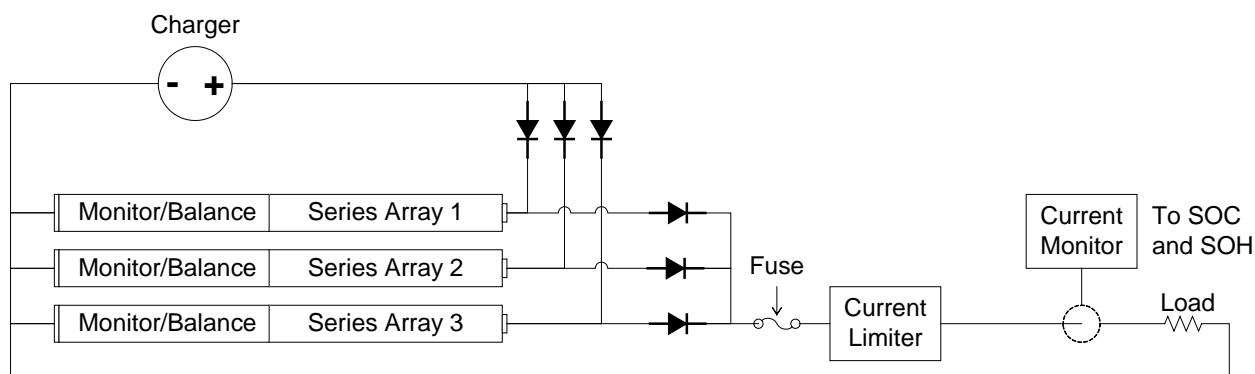 Charger
- +
Monitor/Balance Series Array 1
Monitor/Balance Series Array 2
Monitor/Balance Series Array 3
Fuse
Current
Limiter
Current
Monitor
To SOC
and SOH
Load